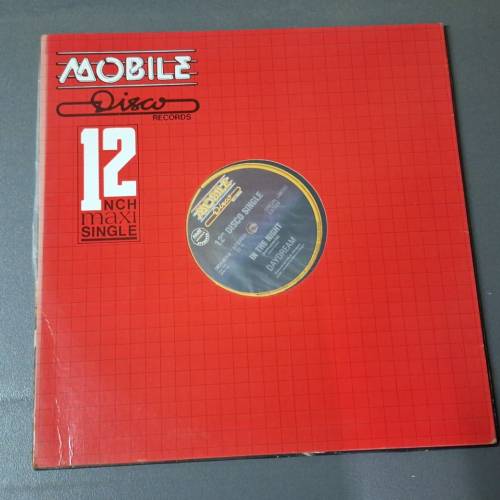 MOBILE
Disco
RECORDS
12
INCH
maxi
SINGLE
MOBILE
Disco
12" DISCO SINGLE
IN THE NIGHT
DAYDREAM